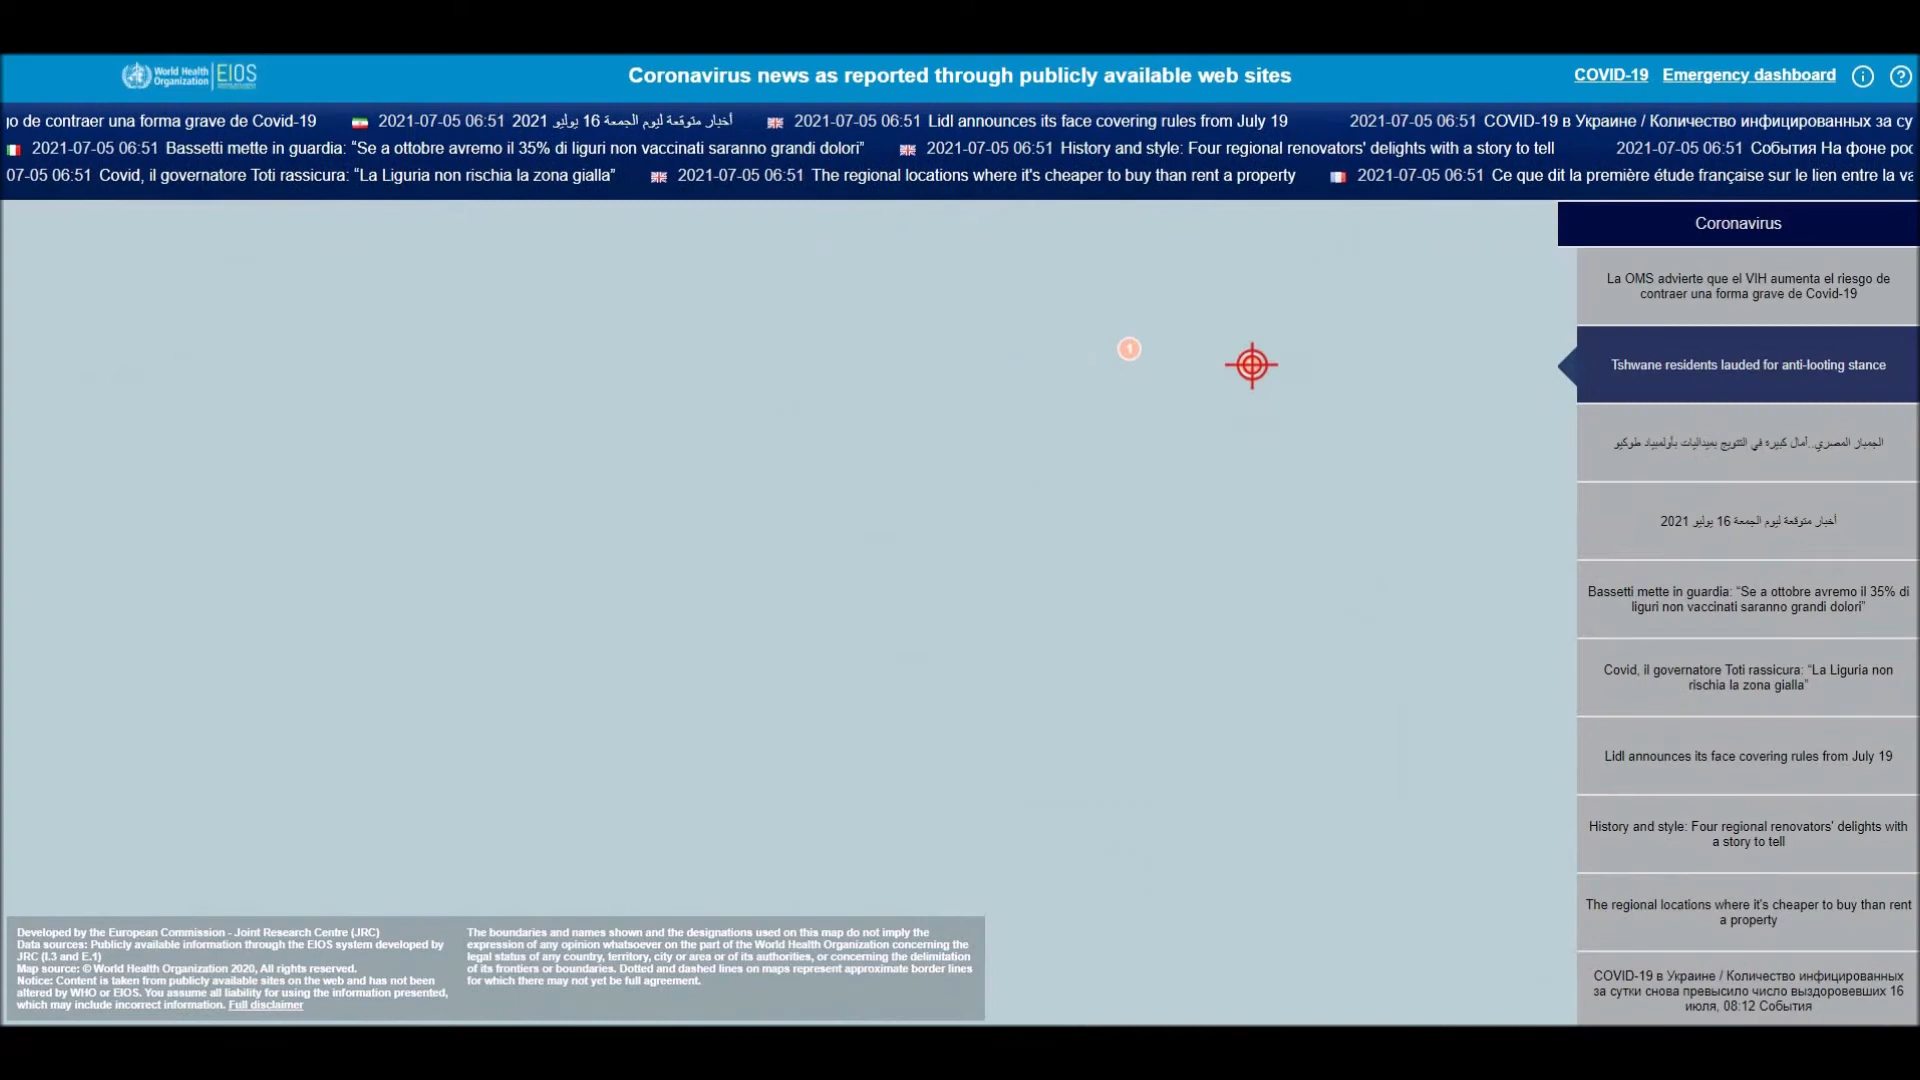 World Health
Organization
EIOS
Coronavirus news as reported through publicly available web sites
COVID-19
Emergency dashboard
go de contraer una forma grave de Covid-19 2021-07-05 06:51 أخبار متوقعة ليوم الجمعة 16 يوليو 2021 2021-07-05 06:51 Lidl announces its face covering rules from July 19 2021-07-05 06:51 COVID-19 в Украине / Количество инфицированных за су
2021-07-05 06:51 Bassetti mette in guardia: “Se a ottobre avremo il 35% di liguri non vaccinati saranno grandi dolori” 2021-07-05 06:51 History and style: Four regional renovators' delights with a story to tell 2021-07-05 06:51 События На фоне рос
07-05 06:51 Covid, il governatore Toti rassicura: “La Liguria non rischia la zona gialla” 2021-07-05 06:51 The regional locations where it's cheaper to buy than rent a property 2021-07-05 06:51 Ce que dit la première étude française sur le lien entre la va
Coronavirus
La OMS advierte que el VIH aumenta el riesgo de
contraer una forma grave de Covid-19
1
Tshwane residents lauded for anti-looting stance
الجمباز المصري..آمال كبيرة في التتويج بميداليات بأولمبياد طوكيو
أخبار متوقعة ليوم الجمعة 16 يوليو 2021
Bassetti mette in guardia: “Se a ottobre avremo il 35% di
liguri non vaccinati saranno grandi dolori”
Covid, il governatore Toti rassicura: “La Liguria non
rischia la zona gialla”
Lidl announces its face covering rules from July 19
History and style: Four regional renovators' delights with
a story to tell
The regional locations where it's cheaper to buy than rent
a property
COVID-19 в Украине / Количество инфицированных
за сутки снова превысило число выздоровевших 16
июля, 08:12 События
Developed by the European Commission - Joint Research Centre (JRC)
Data sources: Publicly available information through the EIOS system developed by
JRC (I.3 and E.1)
Map source: © World Health Organization 2020, All rights reserved.
Notice: Content is taken from publicly available sites on the web and has not been
altered by WHO or EIOS. You assume all liability for using the information presented,
which may include incorrect information. Full disclaimer
The boundaries and names shown and the designations used on this map do not imply the
expression of any opinion whatsoever on the part of the World Health Organization concerning the
legal status of any country, territory, city or area or of its authorities, or concerning the delimitation
of its frontiers or boundaries. Dotted and dashed lines on maps represent approximate border lines
for which there may not yet be full agreement.